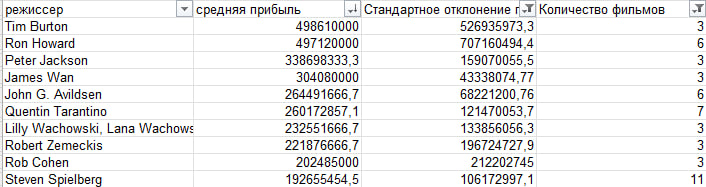 режиссер средняя прибыль Стандартное отклонение п Количество фильмов
Tim Burton 498610000 526935973,3 3
Ron Howard 497120000 707160494,4 6
Peter Jackson 338698333,3 159070055,5 3
James Wan 304080000 43338074,77 3
John G. Avildsen 264491666,7 68221200,76 6
Quentin Tarantino 260172857,1 121470053,7 7
Lilly Wachowski, Lana Wachows 232551666,7 133856056,3 3
Robert Zemeckis 221876666,7 196724727,9 3
Rob Cohen 202485000 212202745 3
Steven Spielberg 192655454,5 106172997,1 11